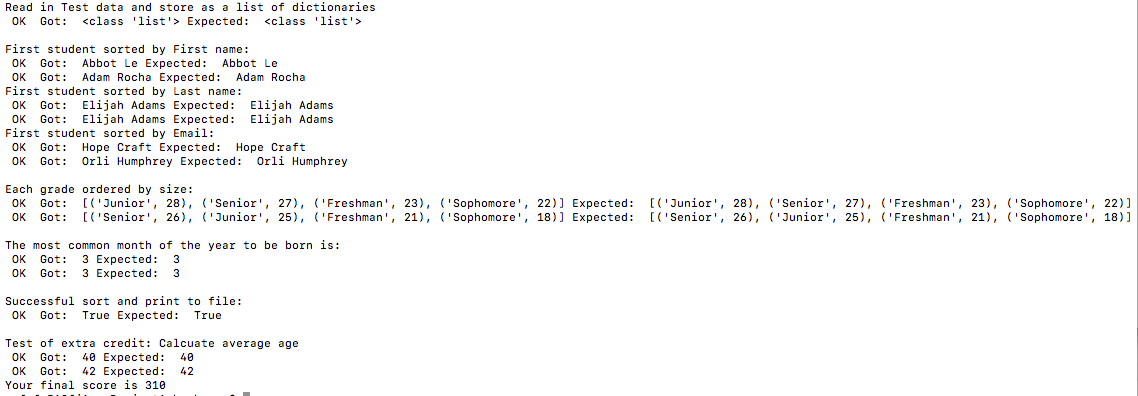 Read in Test data and store as a list of dictionaries
OK  Got:  <class 'list'> Expected:  <class 'list'>
First student sorted by First name:
OK  Got:  Abbot Le Expected:  Abbot Le
OK  Got:  Adam Rocha Expected:  Adam Rocha
First student sorted by Last name:
OK  Got:  Elijah Adams Expected:  Elijah Adams
OK  Got:  Elijah Adams Expected:  Elijah Adams
First student sorted by Email:
OK  Got:  Hope Craft Expected:  Hope Craft
OK  Got:  Orli Humphrey Expected:  Orli Humphrey
Each grade ordered by size:
OK  Got:  [('Junior', 28), ('Senior', 27), ('Freshman', 23), ('Sophomore', 22)] Expected:  [('Junior', 28), ('Senior', 27), ('Freshman', 23), ('Sophomore', 22)]
OK  Got:  [('Senior', 26), ('Junior', 25), ('Freshman', 21), ('Sophomore', 18)] Expected:  [('Senior', 26), ('Junior', 25), ('Freshman', 21), ('Sophomore', 18)]
The most common month of the year to be born is:
OK  Got:  3 Expected:  3
OK  Got:  3 Expected:  3
Successful sort and print to file:
OK  Got:  True Expected:  True
Test of extra credit: Calcuate average age
OK  Got:  40 Expected:  40
OK  Got:  42 Expected:  42
Your final score is 310